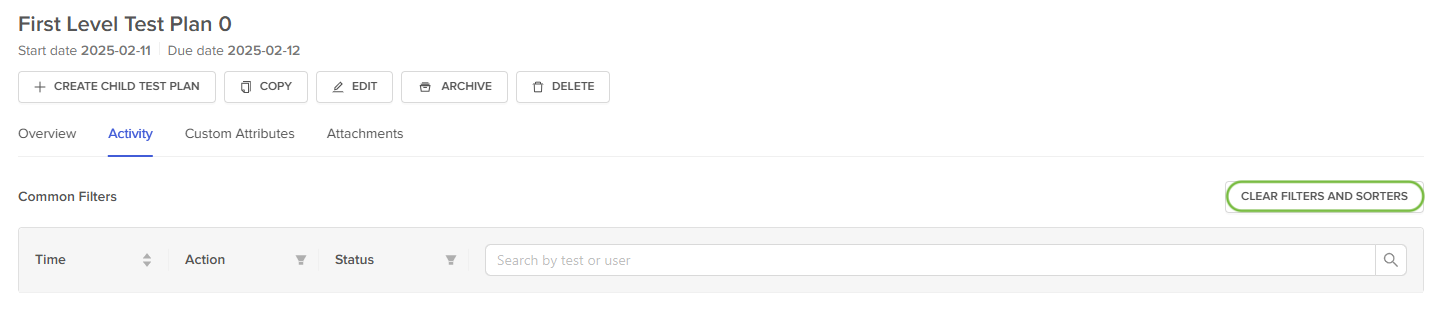 First Level Test Plan 0
Start date 2025-02-11 Due date 2025-02-12
CREATE CHILD TEST PLAN COPY EDIT ARCHIVE DELETE
Overview Activity Custom Attributes Attachments
Common Filters CLEAR FILTERS AND SORTERS
Time Action Status Search by test or user